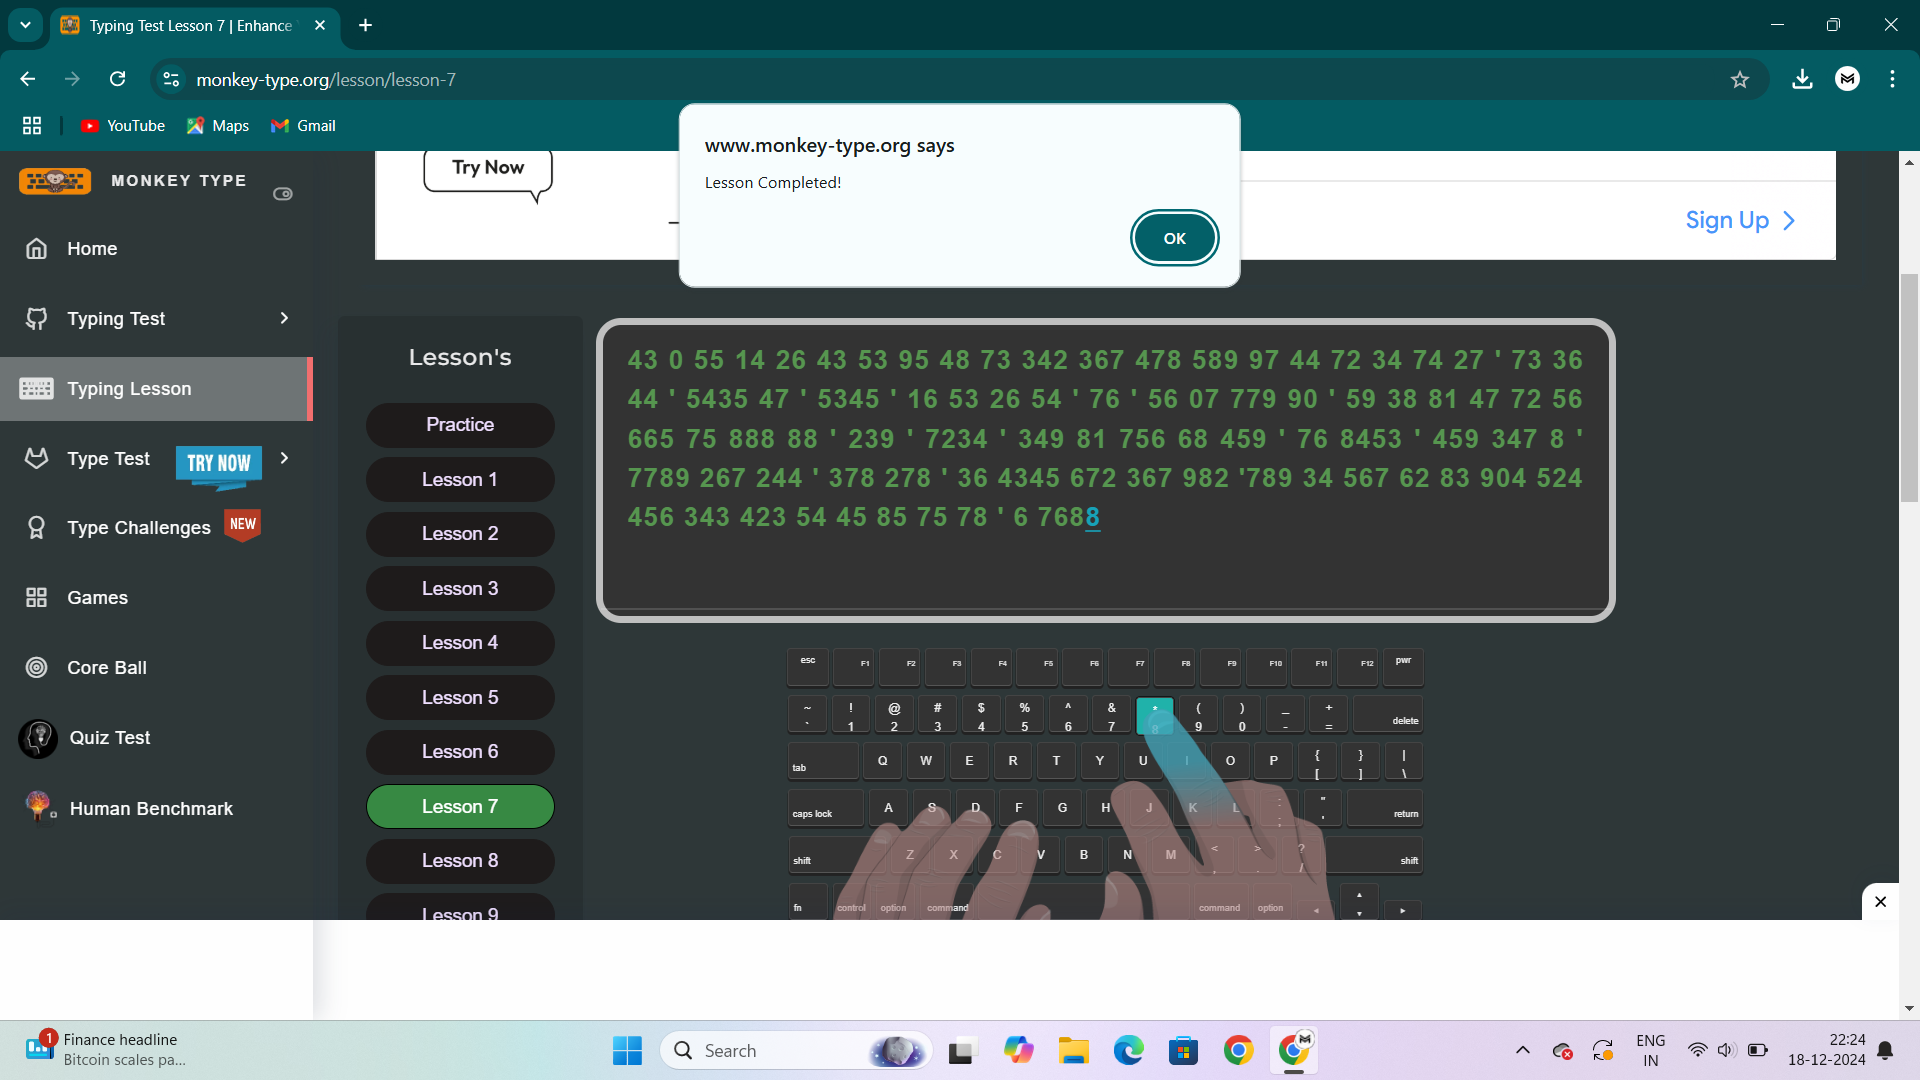 Typing Test Lesson 7 | Enhance
monkey-type.org/lesson/lesson-7
YouTube
Maps
Gmail
www.monkey-type.org says
Lesson Completed!
OK
MONKEY TYPE
Try Now
Sign Up
Home
Typing Test
Typing Lesson
Type Test
TRY NOW
Type Challenges
NEW
Games
Core Ball
Quiz Test
Human Benchmark
Lesson's
Practice
Lesson 1
Lesson 2
Lesson 3
Lesson 4
Lesson 5
Lesson 6
Lesson 7
Lesson 8
Lesson 9
43 0 55 14 26 43 53 95 48 73 342 367 478 589 97 44 72 34 74 27 ' 73 36
44 ' 5435 47 ' 5345 ' 16 53 26 54 ' 76 ' 56 07 779 90 ' 59 38 81 47 72 56
665 75 888 88 ' 239 ' 7234 ' 349 81 756 68 459 ' 76 8453 ' 459 347 8 '
7789 267 244 ' 378 278 ' 36 4345 672 367 982 '789 34 567 62 83 904 524
456 343 423 54 45 85 75 78 ' 6 7688
esc F1 F2 F3 F4 F5 F6 F7 F8 F9 F10 F11 F12 pwr
~ ! @ # $ % ^ & * ( ) _ +
` 1 2 3 4 5 6 7 8 9 0 - = delete
tab Q W E R T Y U I O P { } |
[ ] \
caps lock A S D F G H J K L : "
; ' return
shift Z X C V B N M < > ? shift
, . /
fn control option command command option
Finance headline
Bitcoin scales pa...
1
Search
ENG
IN
22:24
18-12-2024